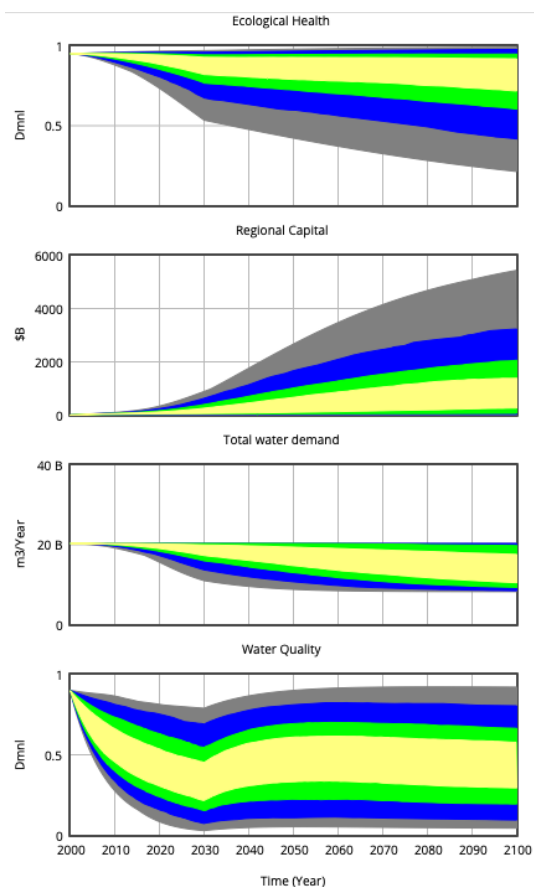 Ecological Health
1
Dmnl
0.5
0
Regional Capital
6000
4000
$B
2000
0
Total water demand
40 B
m3/Year
20 B
0
Water Quality
1
Dmnl
0.5
0
2000 2010 2020 2030 2040 2050 2060 2070 2080 2090 2100
Time (Year)